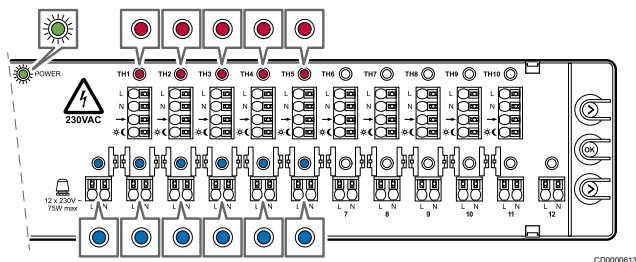 POWER TH1 TH2 TH3 TH4 TH5 TH6 TH7 TH8 TH9 TH10
L L L L L L L L L L
N N N N N N N N N N
230VAC
OK
12 x 230V ~
75W max
L N L N L N L N L N L N L N L N L N L N L N L N
7 8 9 10 11 12
CD0000613